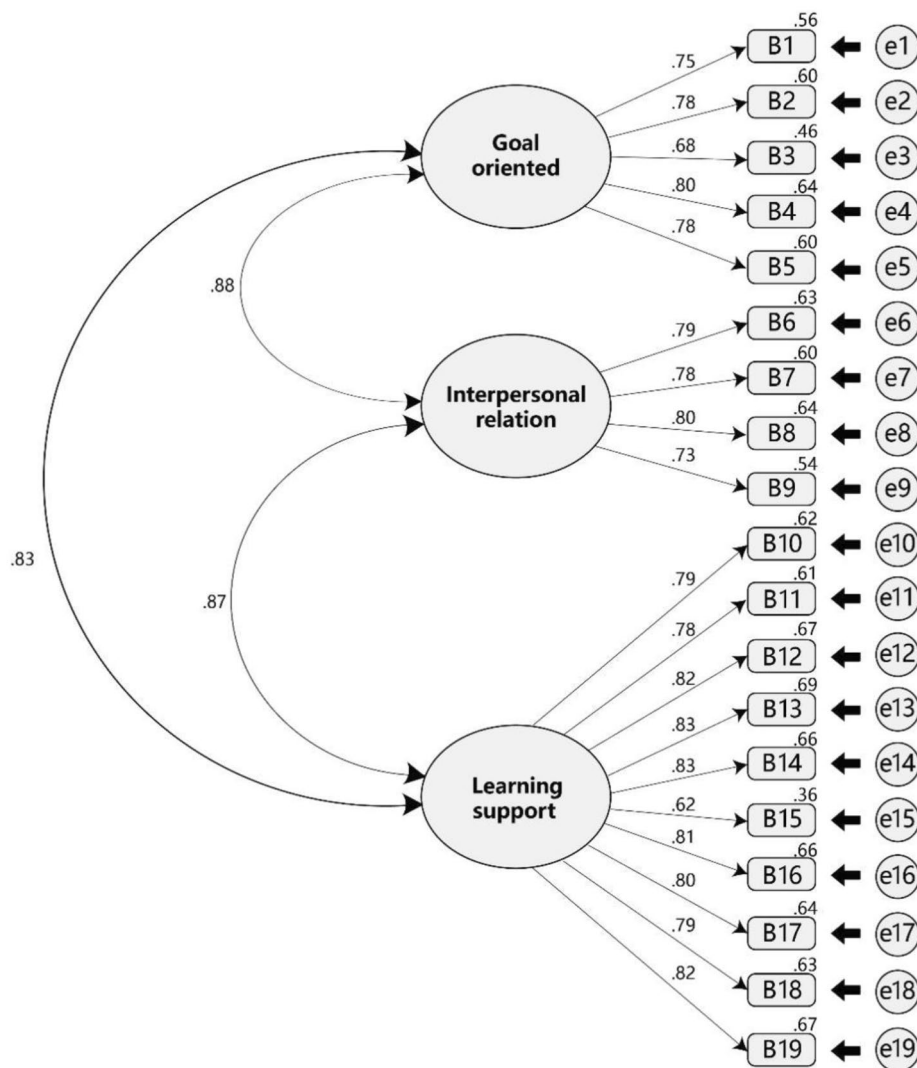 .56
.75
B1
e1
.60
.78
B2
e2
Goal
oriented
.46
.68
B3
e3
.80
.64
B4
e4
.78
.60
B5
e5
.88
.63
.79
B6
e6
.60
.78
B7
e7
Interpersonal
relation
.64
.80
B8
e8
.73
.54
B9
e9
.62
.79
B10
e10
.83
.87
.61
.78
B11
e11
.67
.82
B12
e12
.69
.83
B13
e13
.66
.83
B14
e14
Learning
support
.36
.62
B15
e15
.81
.66
B16
e16
.80
.64
B17
e17
.79
.63
B18
e18
.82
.67
B19
e19